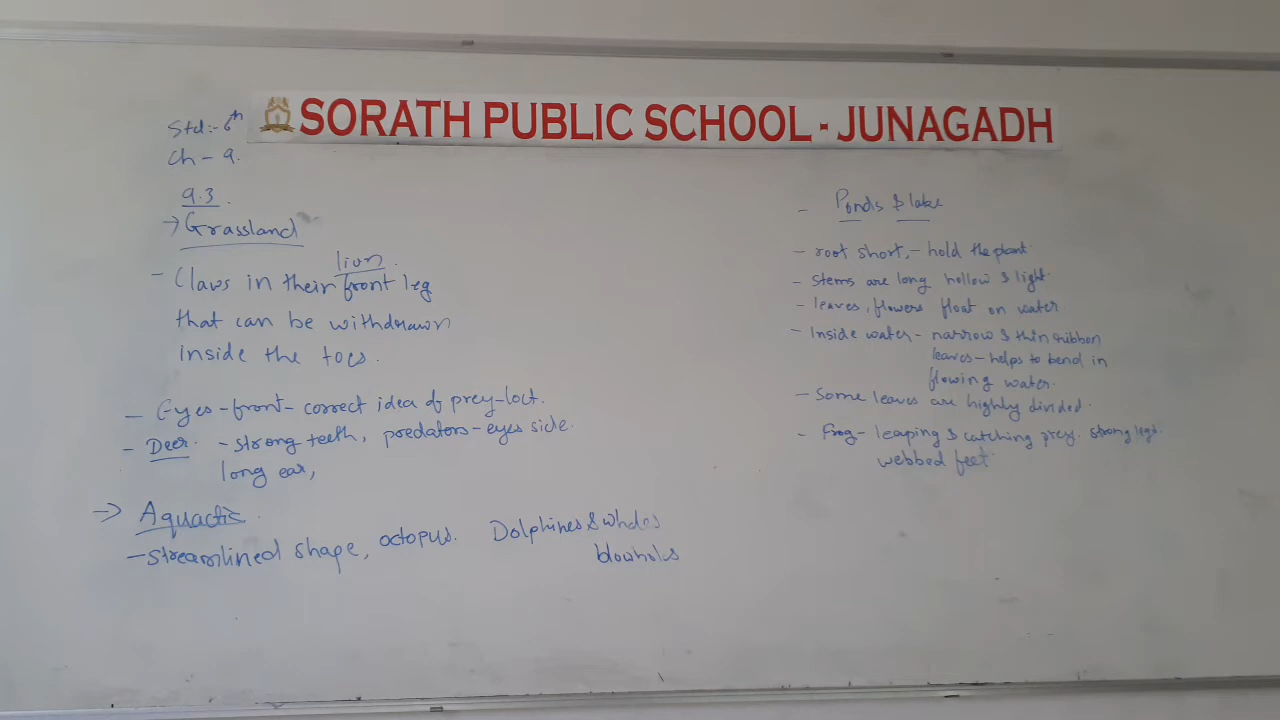 SORATH PUBLIC SCHOOL - JUNAGADH
Std:- 6th
Ch - 9.
9.3.
→ Grassland
lion.
- Claws in their front leg
that can be withdrawn
inside the toes.
- Eyes-front-correct idea of prey-loct.
- Deer. - strong teeth, predators-eyes side.
long ear,
→ Aquactic.
- streamlined shape, octopus. Dolphines & whales
blowholes
- Ponds & lake
- root short, - hold the plant.
- stems are long hollow & light
- leaves, flowers float on water
- Inside water - narrow & thin ribbon
leaves - helps to bend in
flowing water.
- Some leaves are highly divided.
- Frog - leaping & catching prey. strong legs.
webbed feet.